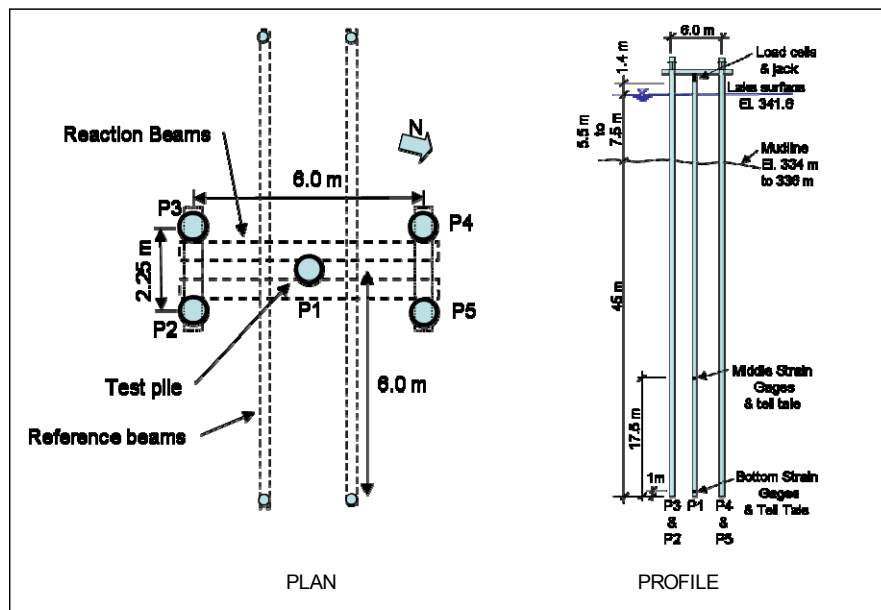 Reaction Beams
N
6.0 m
P3
P4
2.25 m
P2
P1
P5
Test pile
6.0 m
Reference beams
PLAN
6.0 m
1.4 m
Load cells
& jack
Lake surface
El. 341.6
5.5 m
to
7.5 m
Mudline
El. 334 m
to 336 m
45 m
Middle Strain
Gages
& tell tale
17.5 m
1m
Bottom Strain
Gages
& Tell Tale
P3
&
P2
P1
P4
&
P5
PROFILE